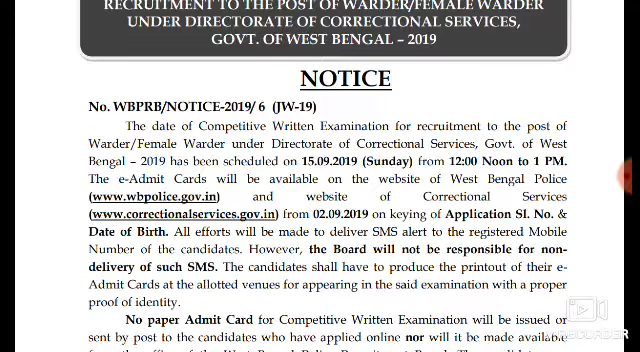 RECRUITMENT TO THE POST OF WARDER/FEMALE WARDER
UNDER DIRECTORATE OF CORRECTIONAL SERVICES,
GOVT. OF WEST BENGAL – 2019
NOTICE
No. WBPRB/NOTICE-2019/ 6 (JW-19)
The date of Competitive Written Examination for recruitment to the post of
Warder/Female Warder under Directorate of Correctional Services, Govt. of West
Bengal – 2019 has been scheduled on 15.09.2019 (Sunday) from 12:00 Noon to 1 PM.
The e-Admit Cards will be available on the website of West Bengal Police
(www.wbpolice.gov.in) and website of Correctional Services
(www.correctionalservices.gov.in) from 02.09.2019 on keying of Application Sl. No. &
Date of Birth. All efforts will be made to deliver SMS alert to the registered Mobile
Number of the candidates. However, the Board will not be responsible for non-
delivery of such SMS. The candidates shall have to produce the printout of their e-
Admit Cards at the allotted venues for appearing in the said examination with a proper
proof of identity.
No paper Admit Card for Competitive Written Examination will be issued or
sent by post to the candidates who have applied online nor will it be made available